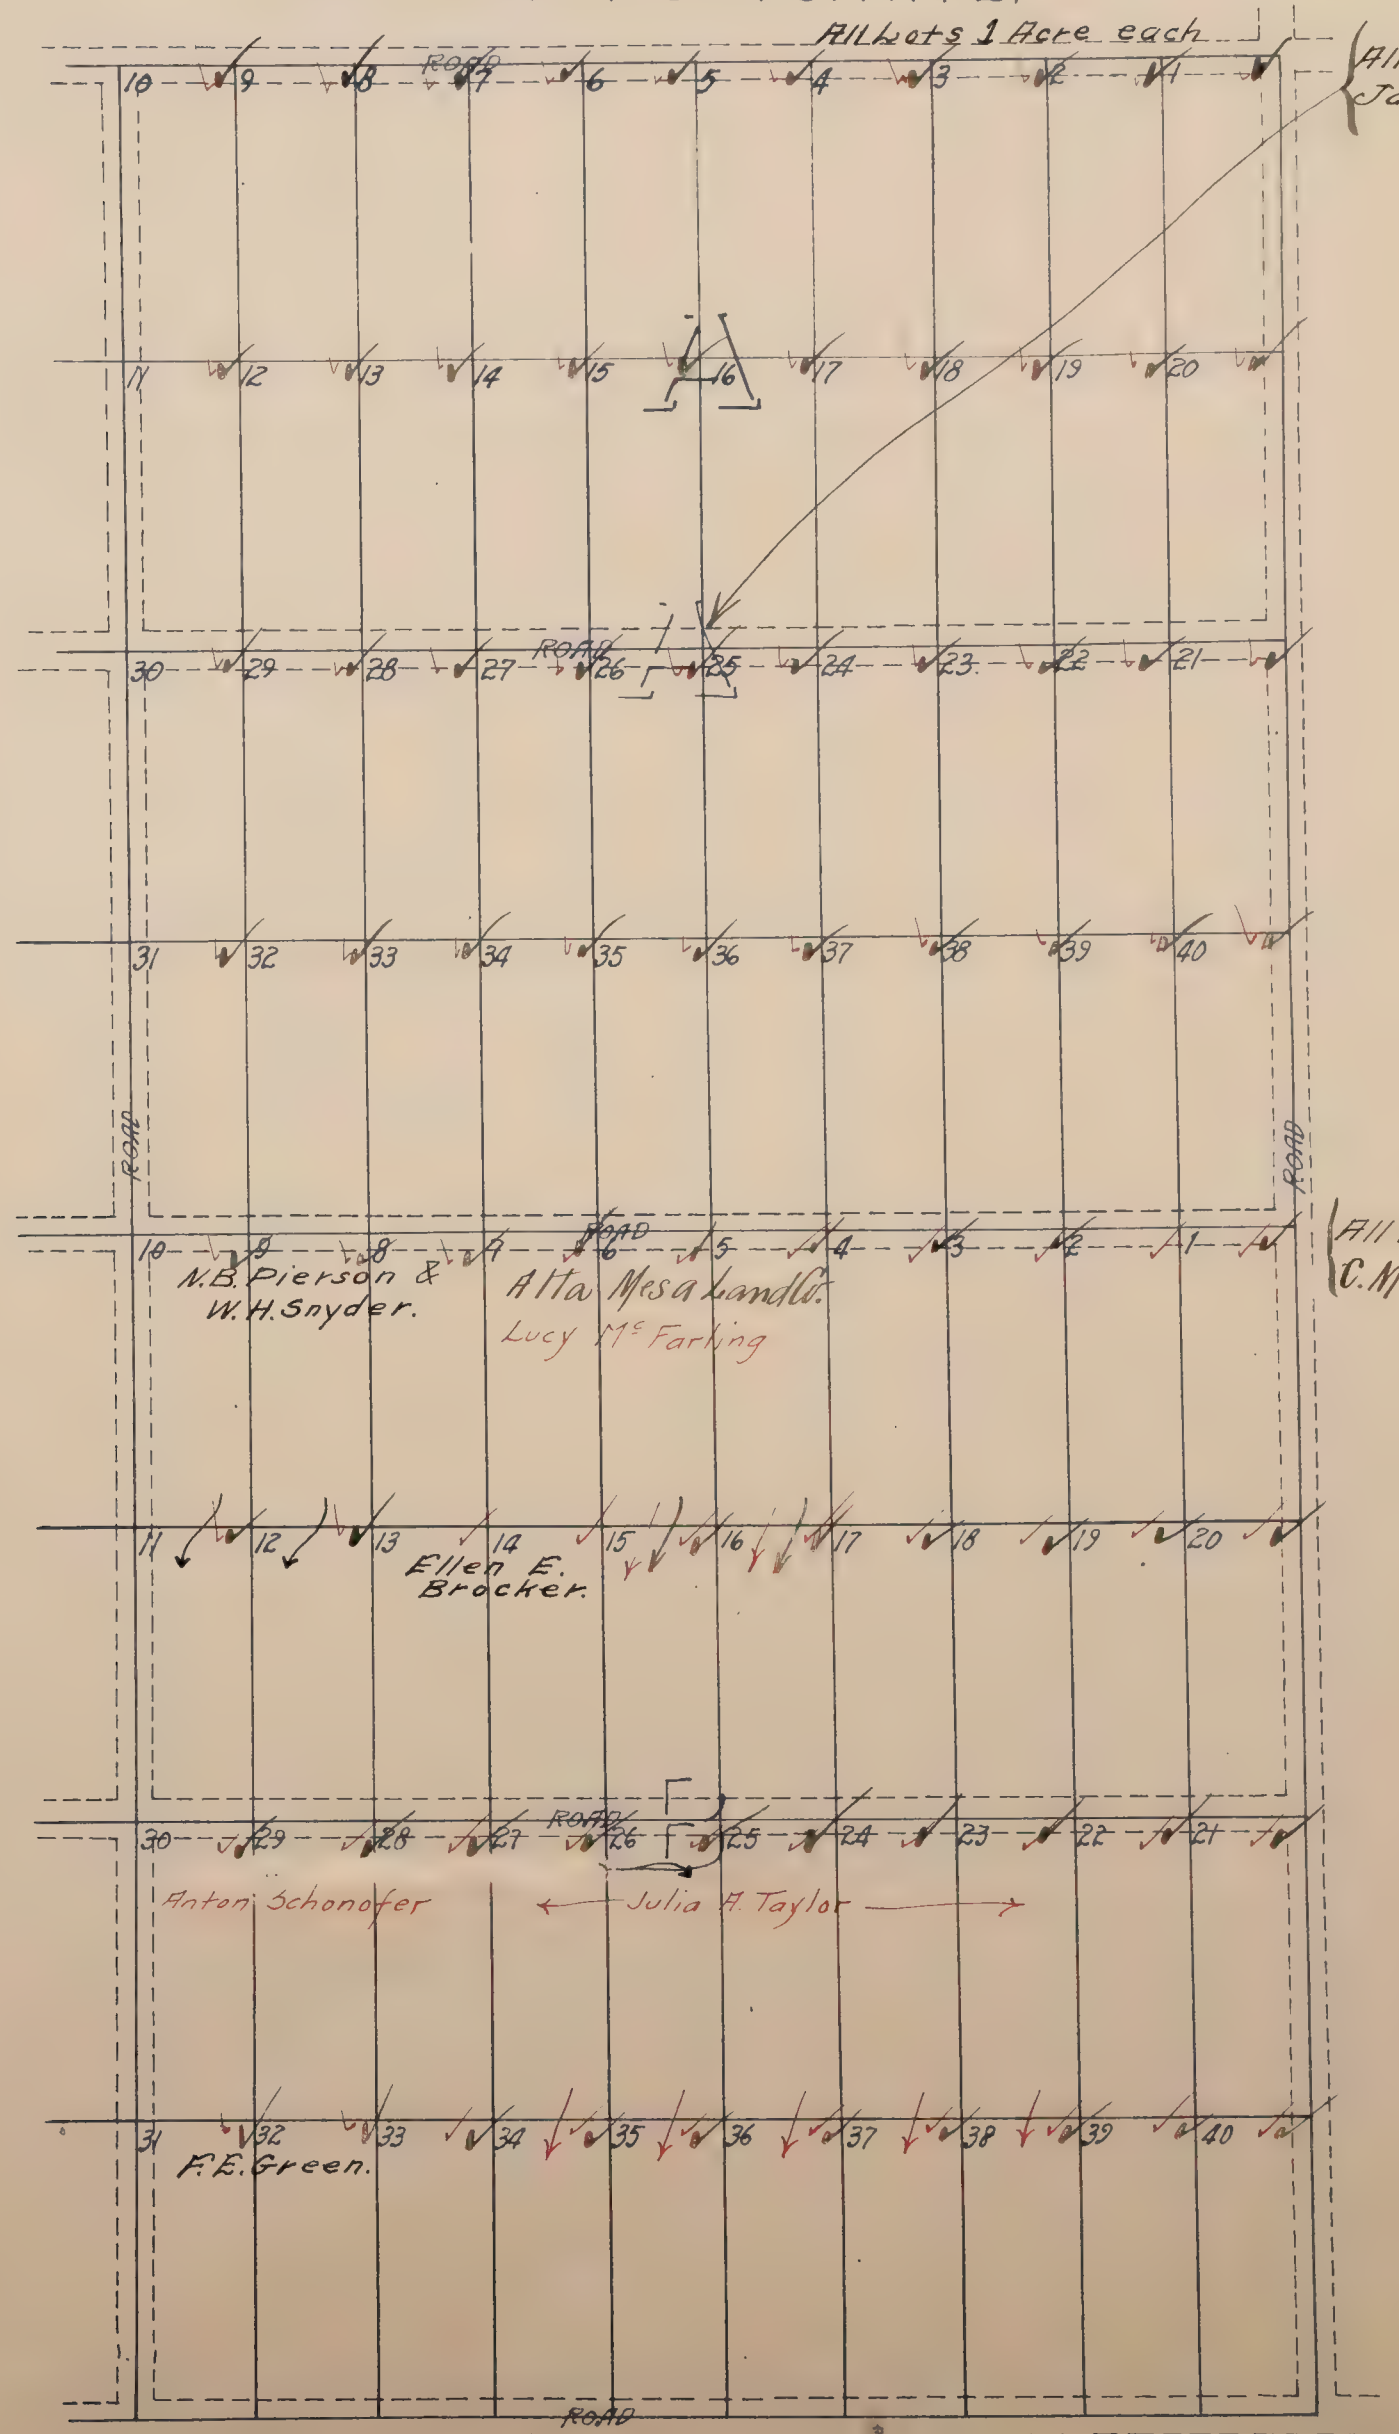 All Lots 1 Acre each
ROAD
10 9 8 7 6 5 4 3 2 1
All
11 12 13 14 15 16 17 18 19 20
A
ROAD
30 29 28 27 26 25 24 23 22 21
31 32 33 34 35 36 37 38 39 40
ROAD
ROAD
ROAD
10 9 8 7 6 5 4 3 2 1
All
C.M
N.B. Pierson &
W.H. Snyder.
Alta Mesa Land Co.
Lucy McFarling
11 12 13 14 15 16 17 18 19 20
Ellen E.
Brocker.
ROAD
30 29 28 27 26 25 24 23 22 21
Anton Schonofer
Julia A. Taylor
31 32 33 34 35 36 37 38 39 40
F.E. Green.
ROAD